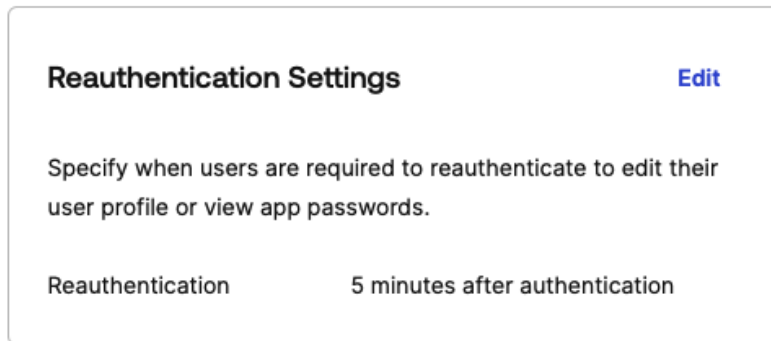 Reauthentication Settings
Edit
Specify when users are required to reauthenticate to edit their
user profile or view app passwords.
Reauthentication
5 minutes after authentication